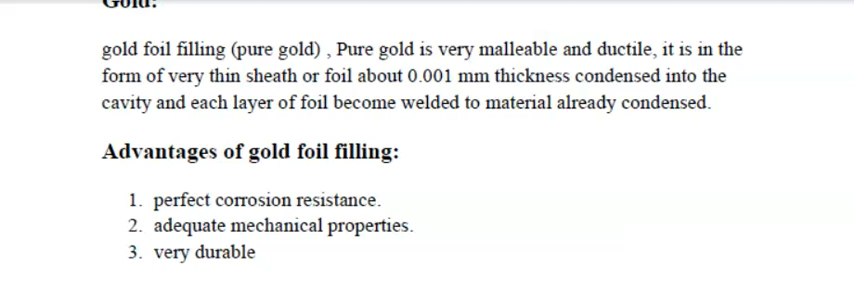 Gold:
gold foil filling (pure gold) , Pure gold is very malleable and ductile, it is in the
form of very thin sheath or foil about 0.001 mm thickness condensed into the
cavity and each layer of foil become welded to material already condensed.
Advantages of gold foil filling:
1. perfect corrosion resistance.
2. adequate mechanical properties.
3. very durable